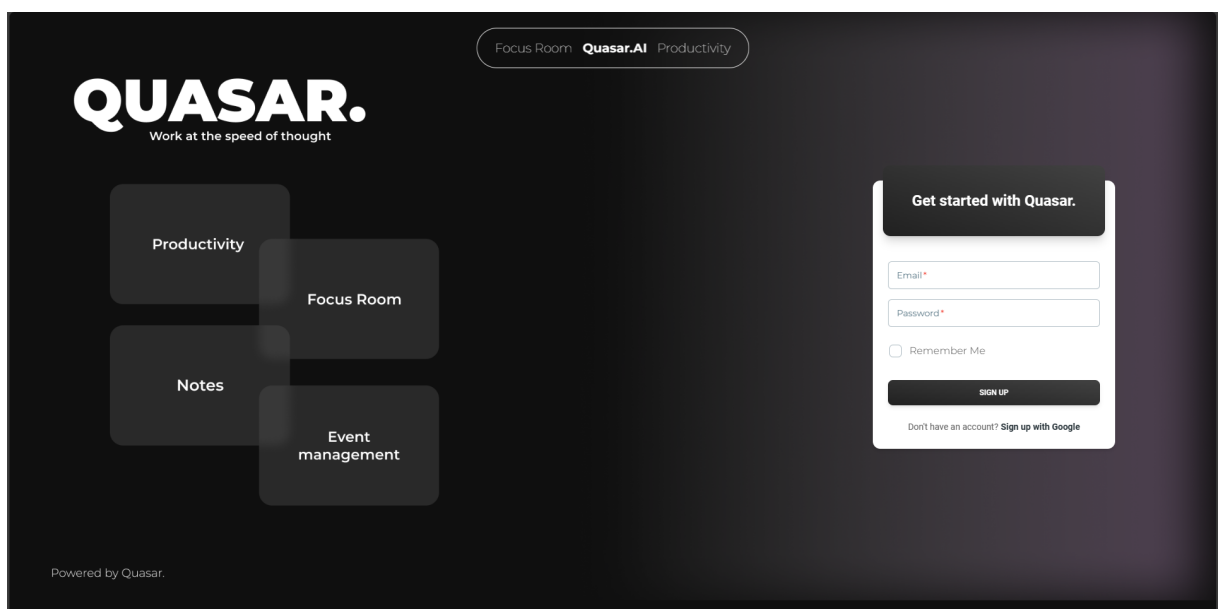 Focus Room Quasar.AI Productivity
QUASAR.
Work at the speed of thought
Productivity
Focus Room
Notes
Event
management
Get started with Quasar.
Email*
Password*
Remember Me
SIGN UP
Don't have an account? Sign up with Google
Powered by Quasar.